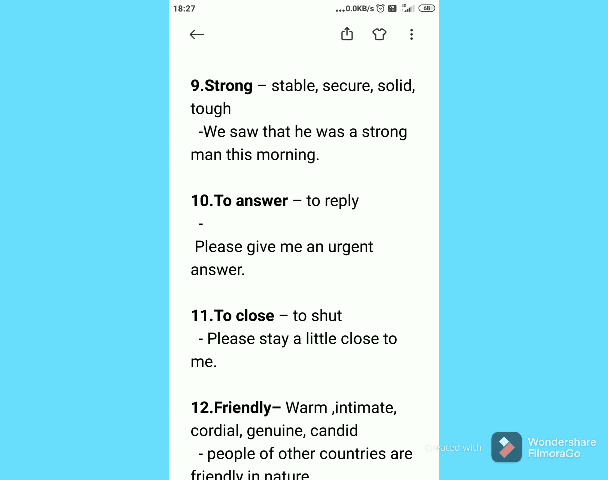 18:27
...0.0KB/s
68
9.Strong – stable, secure, solid,
tough
-We saw that he was a strong
man this morning.
10.To answer – to reply
-
Please give me an urgent
answer.
11.To close – to shut
- Please stay a little close to
me.
12.Friendly– Warm ,intimate,
cordial, genuine, candid
- people of other countries are
friendly in nature
Created with
Wondershare
FilmoraGo